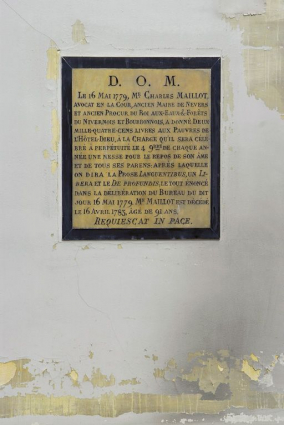 D. O. M.
LE 16 MAI 1779, Mʳ CHARLES MAILLOT,
AVOCAT EN LA COUR, ANCIEN MAIRE DE NEVERS
ET ANCIEN PROCUR. DU ROI AUX EAUX & FORÊTS
DU NIVERNOIS ET BOURBONNOIS, A DONNÉ DEUX
MILLE-QUATRE-CENS LIVRES AUX PAUVRES DE
L'HÔTEL-DIEU, À LA CHARGE QU'IL SERA CÉLÉ-
BRÉ À PERPÉTUITÉ LE 4 9ᵇʳᵉ DE CHAQUE AN-
NÉE UNE MESSE POUR LE REPOS DE SON ÂME
ET DE TOUS SES PARENS, APRÈS LAQUELLE
ON DIRA LA PROSE LANGUENTIBUS, UN LI-
BERA ET LE DE PROFUNDIS, LE TOUT ÉNONCÉ
DANS LA DÉLIBÉRATION DU BUREAU DU DIT
JOUR 16 MAI 1779. Mʳ MAILLOT EST DÉCÉDÉ
LE 16 AVRIL 1783, ÂGÉ DE 91 ANS.
REQUIESCAT IN PACE.